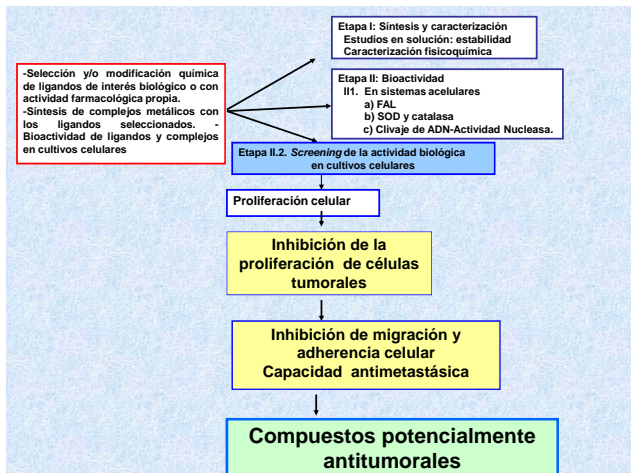 -Selección y/o modificación química
de ligandos de interés biológico o con
actividad farmacológica propia.
-Síntesis de complejos metálicos con
los ligandos seleccionados. -
Bioactividad de ligandos y complejos
en cultivos celulares
Etapa I: Síntesis y caracterización
Estudios en solución: estabilidad
Caracterización fisicoquímica
Etapa II: Bioactividad
II1. En sistemas acelulares
a) FAL
b) SOD y catalasa
c) Clivaje de ADN-Actividad Nucleasa.
Etapa II.2. Screening de la actividad biológica
en cultivos celulares
Proliferación celular
Inhibición de la
proliferación de células
tumorales
Inhibición de migración y
adherencia celular
Capacidad antimetastásica
Compuestos potencialmente
antitumorales